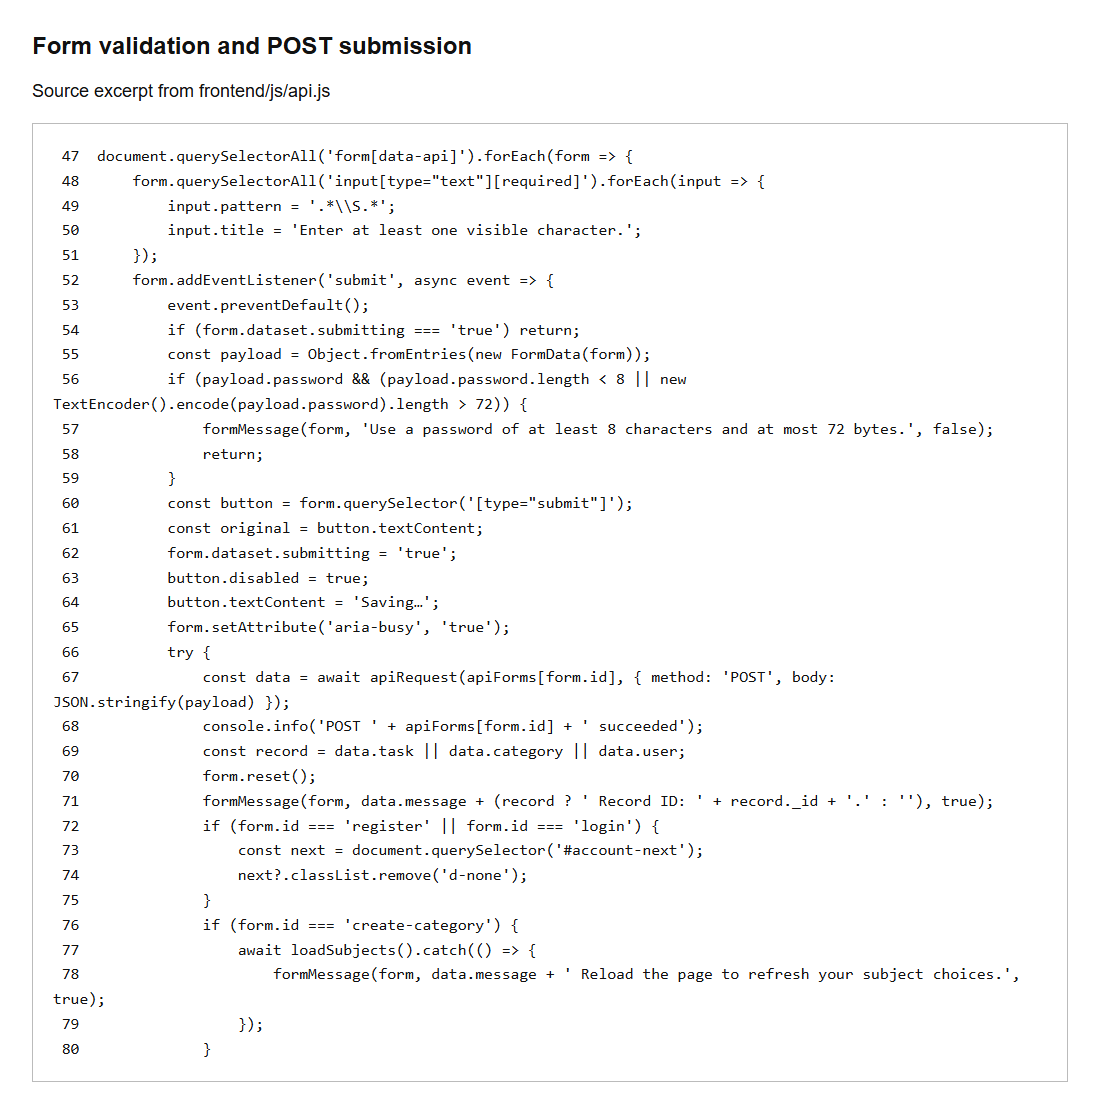 Form validation and POST submission
Source excerpt from frontend/js/api.js
47  document.querySelectorAll('form[data-api]').forEach(form => {
48      form.querySelectorAll('input[type="text"][required]').forEach(input => {
49          input.pattern = '.*\\S.*';
50          input.title = 'Enter at least one visible character.';
51      });
52      form.addEventListener('submit', async event => {
53          event.preventDefault();
54          if (form.dataset.submitting === 'true') return;
55          const payload = Object.fromEntries(new FormData(form));
56          if (payload.password && (payload.password.length < 8 || new
TextEncoder().encode(payload.password).length > 72)) {
57              formMessage(form, 'Use a password of at least 8 characters and at most 72 bytes.', false);
58              return;
59          }
60          const button = form.querySelector('[type="submit"]');
61          const original = button.textContent;
62          form.dataset.submitting = 'true';
63          button.disabled = true;
64          button.textContent = 'Saving…';
65          form.setAttribute('aria-busy', 'true');
66          try {
67              const data = await apiRequest(apiForms[form.id], { method: 'POST', body:
JSON.stringify(payload) });
68              console.info('POST ' + apiForms[form.id] + ' succeeded');
69              const record = data.task || data.category || data.user;
70              form.reset();
71              formMessage(form, data.message + (record ? ' Record ID: ' + record._id + '.' : ''), true);
72              if (form.id === 'register' || form.id === 'login') {
73                  const next = document.querySelector('#account-next');
74                  next?.classList.remove('d-none');
75              }
76              if (form.id === 'create-category') {
77                  await loadSubjects().catch(() => {
78                      formMessage(form, data.message + ' Reload the page to refresh your subject choices.',
true);
79                  });
80              }